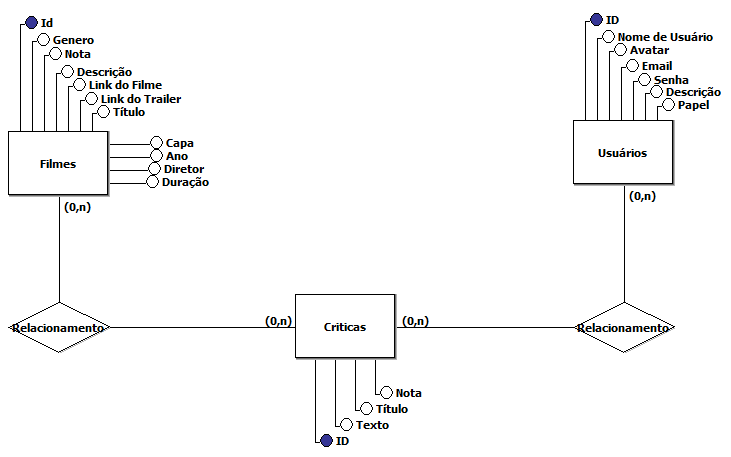 Id
Genero
Nota
Descrição
Link do Filme
Link do Trailer
Título
Filmes
Capa
Ano
Diretor
Duração
(0,n)
ID
Nome de Usuário
Avatar
Email
Senha
Descrição
Papel
Usuários
(0,n)
Relacionamento
(0,n)
Criticas
(0,n)
Relacionamento
Nota
Título
Texto
ID